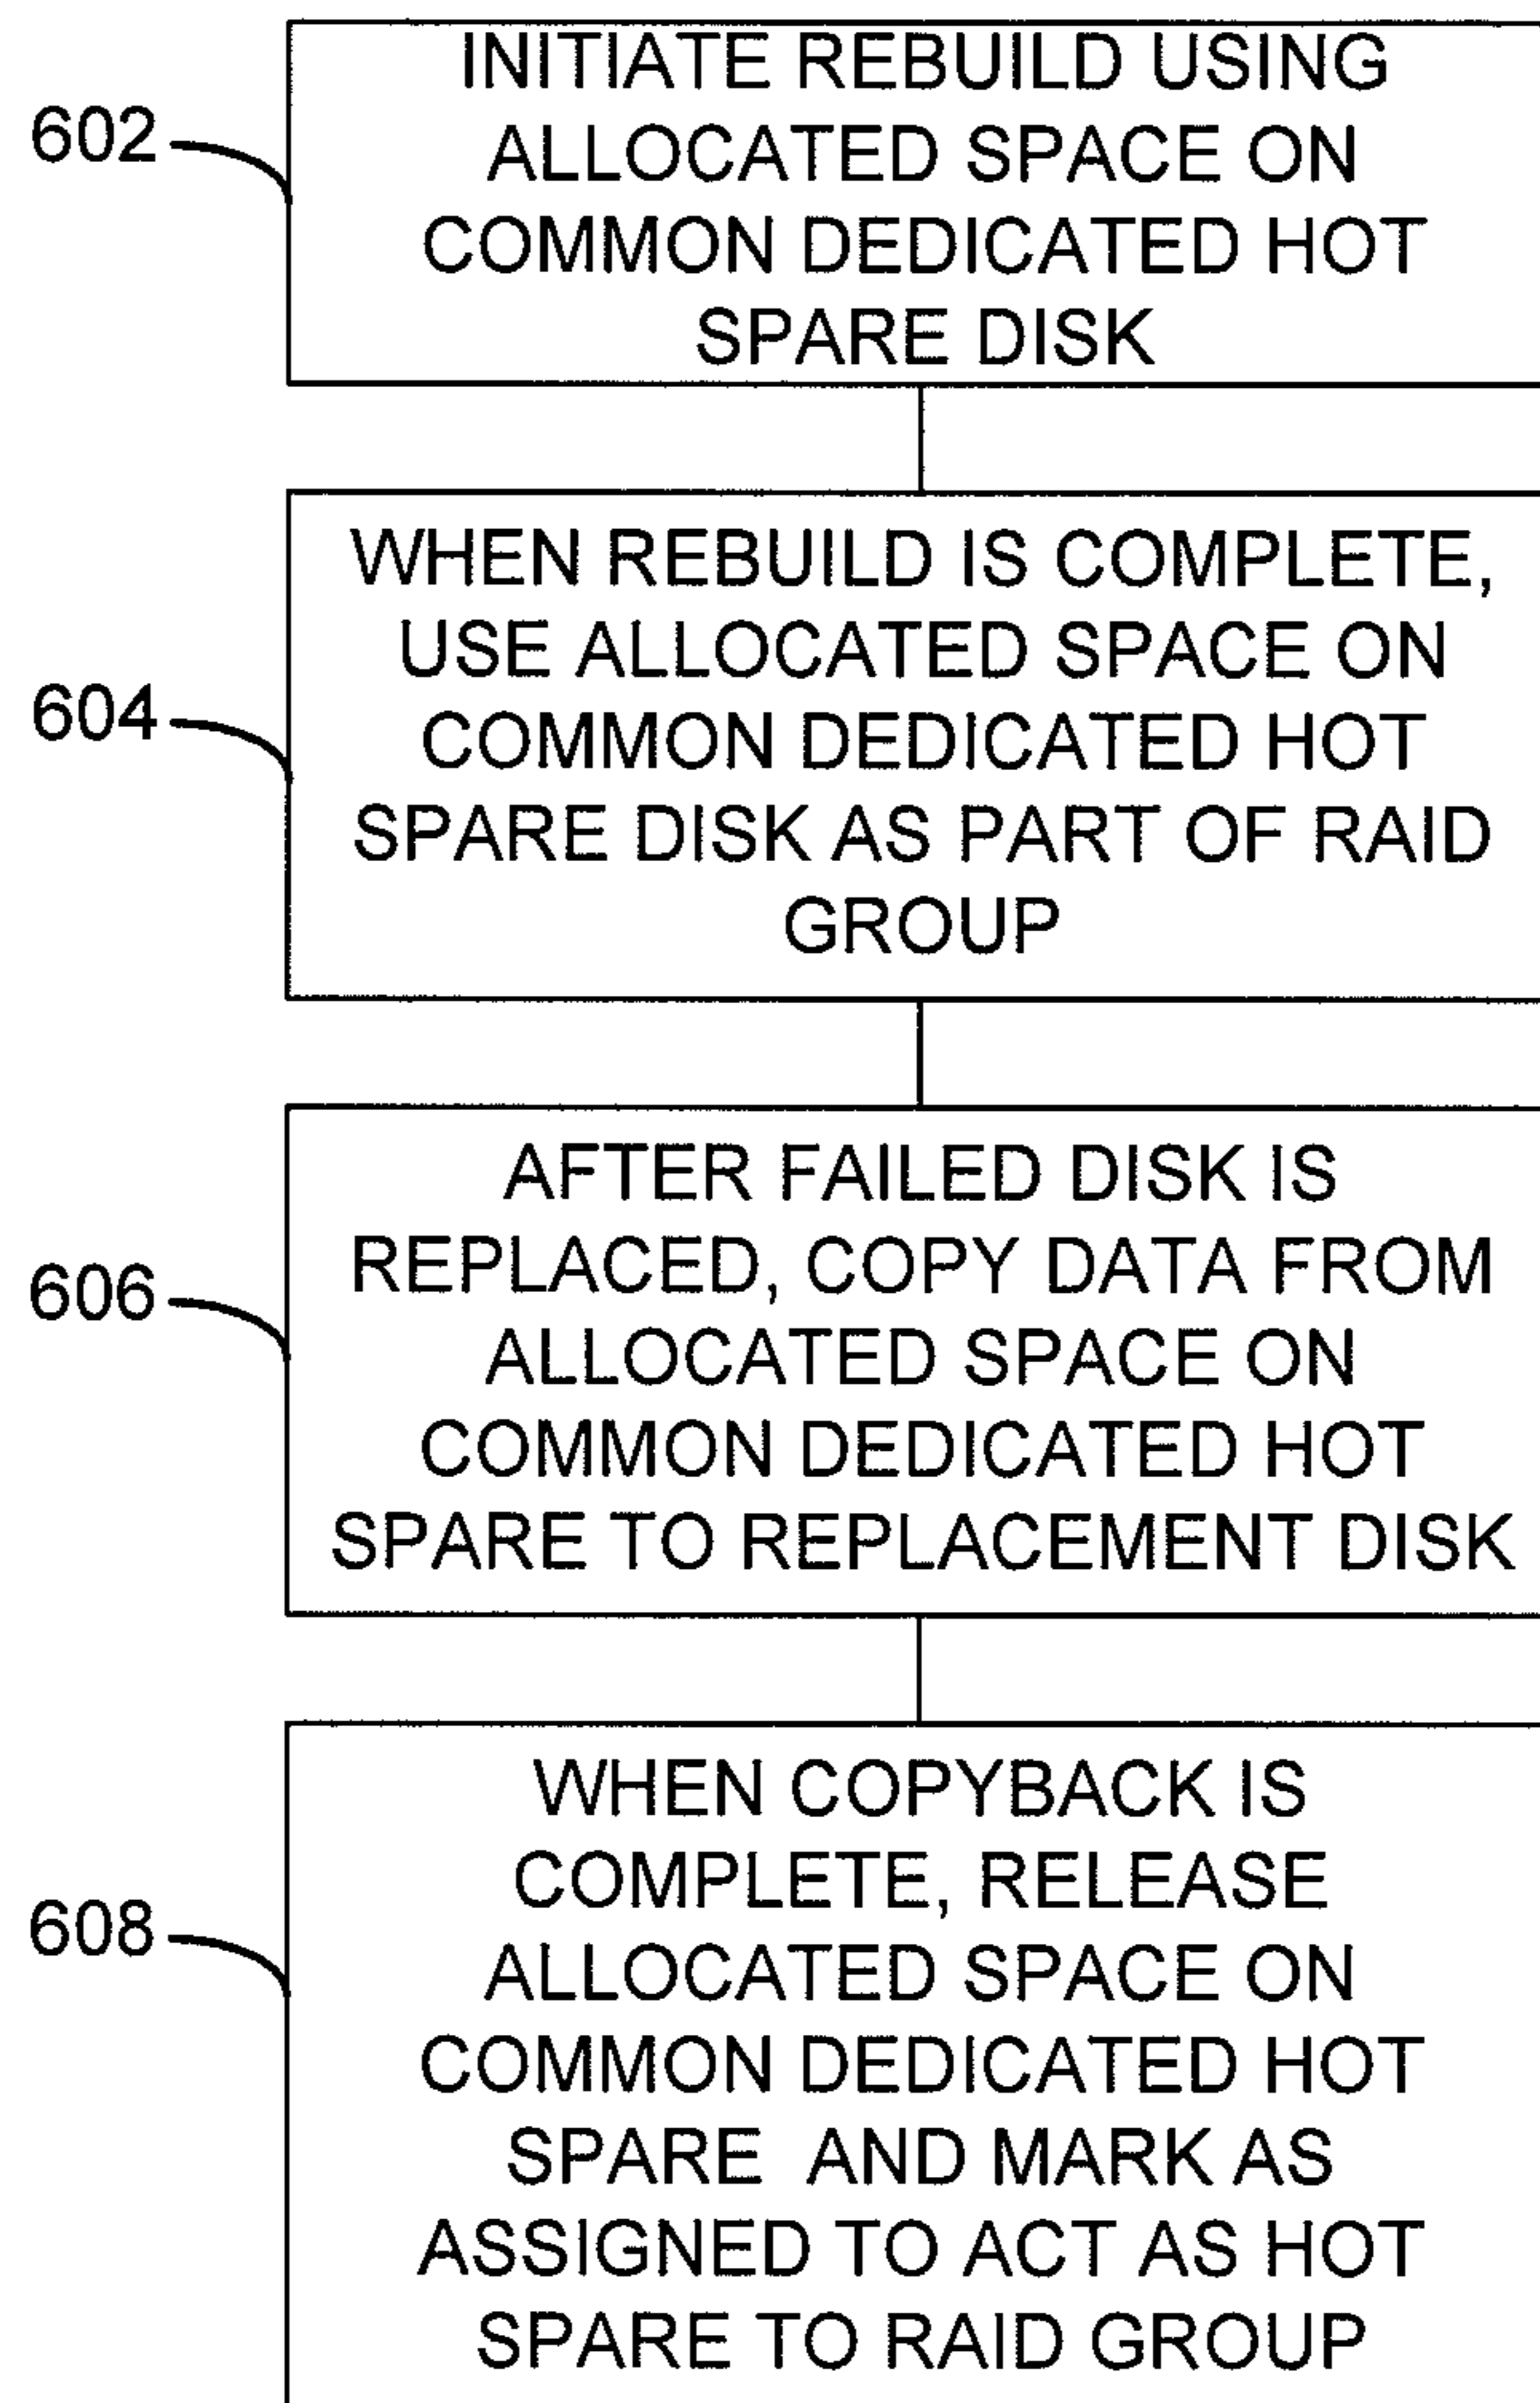 602
INITIATE REBUILD USING
ALLOCATED SPACE ON
COMMON DEDICATED HOT
SPARE DISK
604
WHEN REBUILD IS COMPLETE,
USE ALLOCATED SPACE ON
COMMON DEDICATED HOT
SPARE DISK AS PART OF RAID
GROUP
606
AFTER FAILED DISK IS
REPLACED, COPY DATA FROM
ALLOCATED SPACE ON
COMMON DEDICATED HOT
SPARE TO REPLACEMENT DISK
608
WHEN COPYBACK IS
COMPLETE, RELEASE
ALLOCATED SPACE ON
COMMON DEDICATED HOT
SPARE AND MARK AS
ASSIGNED TO ACT AS HOT
SPARE TO RAID GROUP